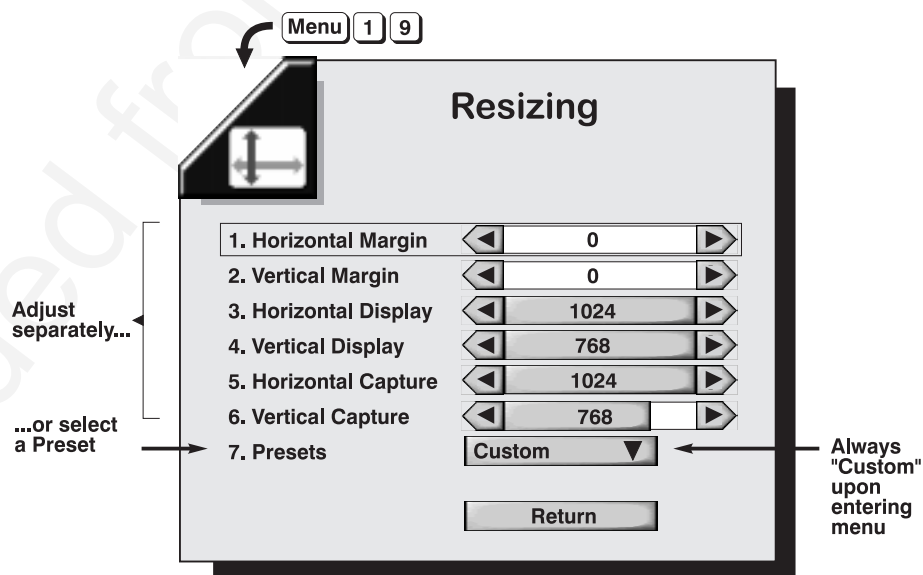 Menu 1 9
Resizing
Adjust
separately...
1. Horizontal Margin 0
2. Vertical Margin 0
3. Horizontal Display 1024
4. Vertical Display 768
5. Horizontal Capture 1024
6. Vertical Capture 768
...or select
a Preset
7. Presets Custom
Always
"Custom"
upon
entering
menu
Return